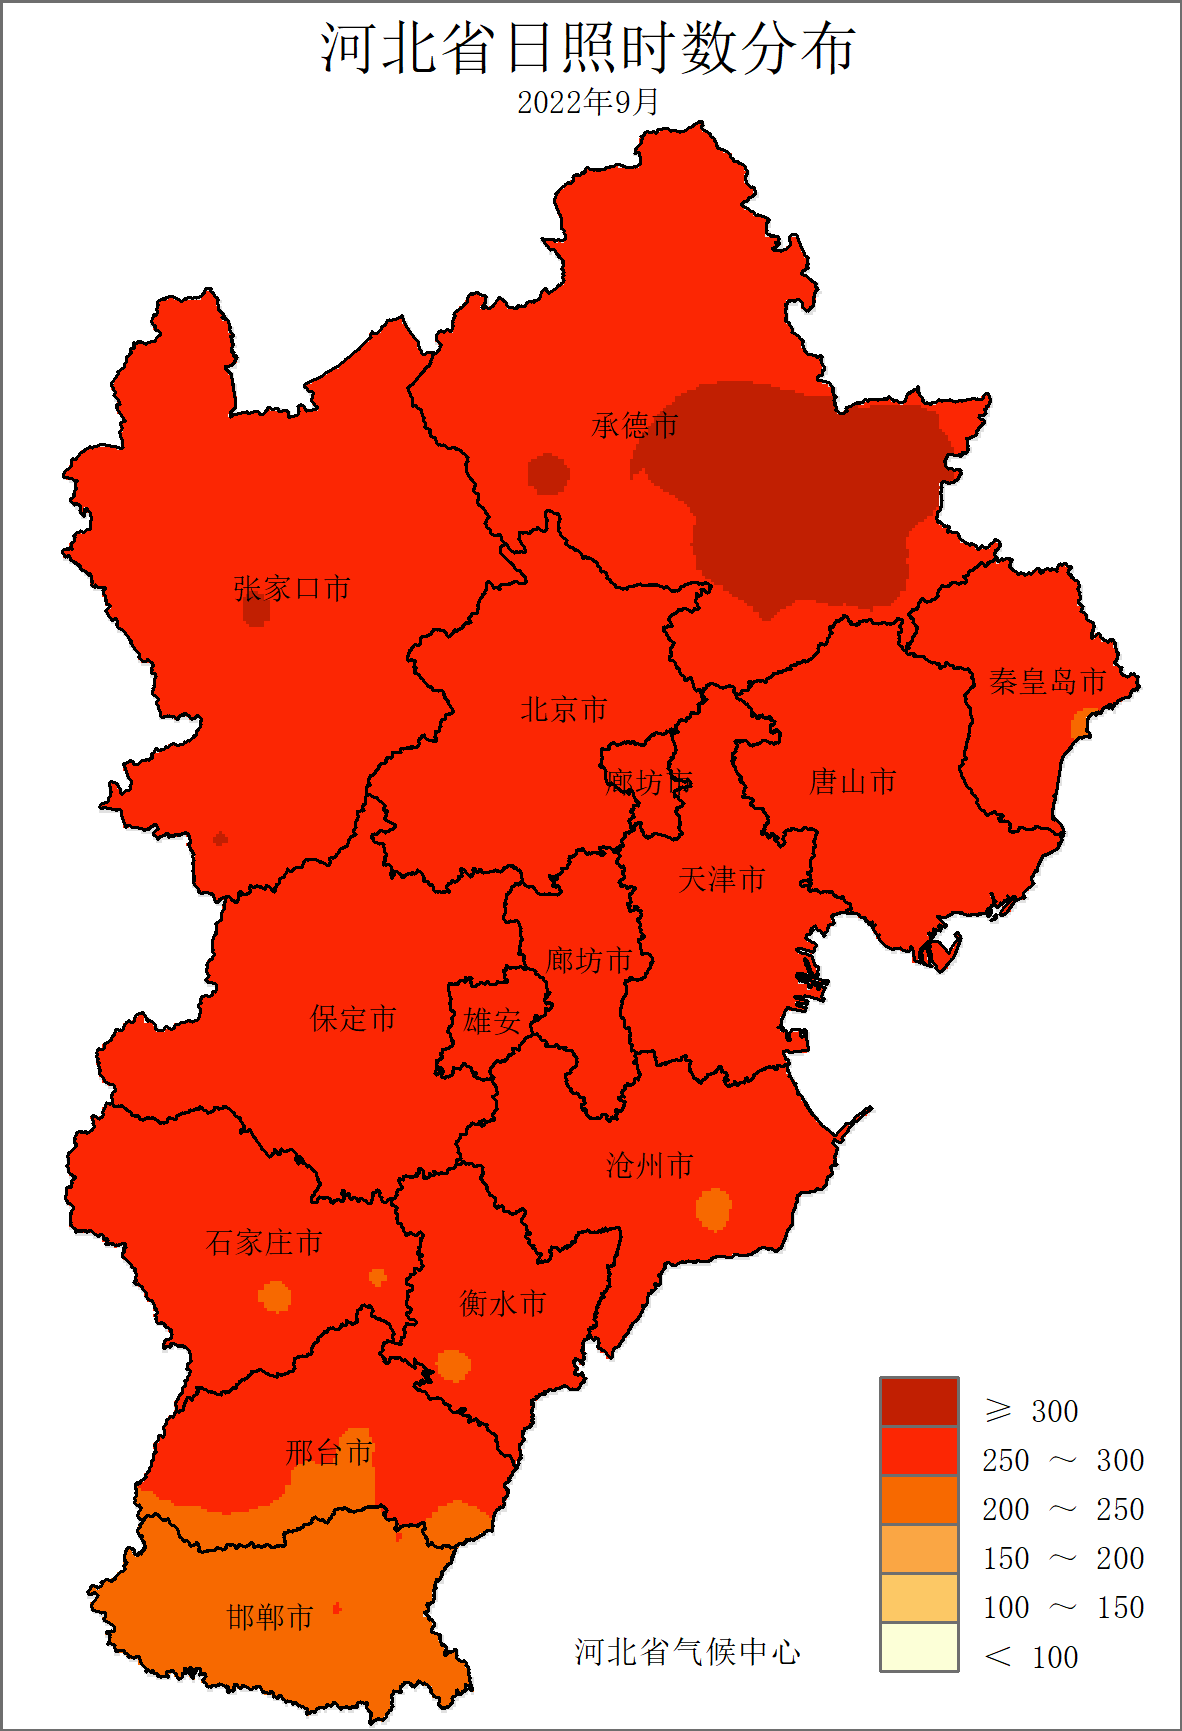 河北省日照时数分布
2022年9月
承德市
张家口市
秦皇岛市
北京市
廊坊市
唐山市
天津市
廊坊市
保定市
雄安
沧州市
石家庄市
衡水市
邢台市
邯郸市
≥ 300
250 ～ 300
200 ～ 250
150 ～ 200
100 ～ 150
< 100
河北省气候中心